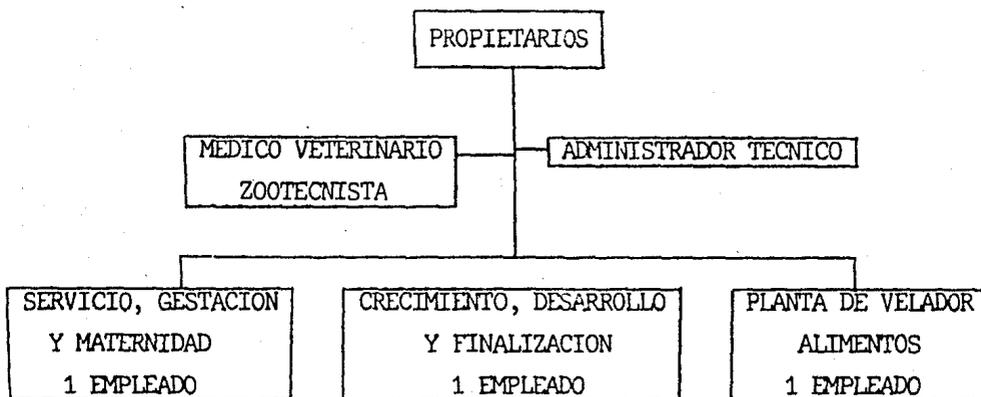 PROPIETARIOS
MEDICO VETERINARIO
ZOOTECNISTA
ADMINISTRADOR TECNICO
SERVICIO, GESTACION
Y MATERNIDAD
1 EMPLEADO
CRECIMIENTO, DESARROLLO
Y FINALIZACION
1 EMPLEADO
PLANTA DE VELADOR
ALIMENTOS
1 EMPLEADO